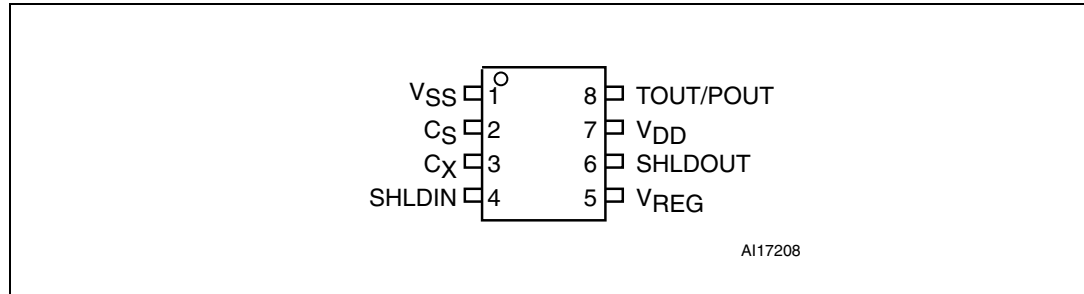 VSS 1 8 TOUT/POUT
CS 2 7 VDD
CX 3 6 SHLDOUT
SHLDIN 4 5 VREG
AI17208